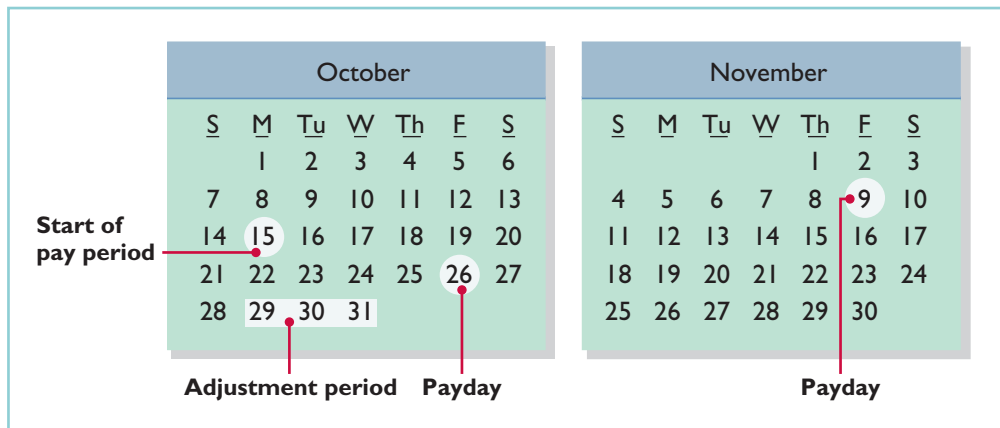 October
S M Tu W Th F S
1 2 3 4 5 6
7 8 9 10 11 12 13
14 15 16 17 18 19 20
21 22 23 24 25 26 27
28 29 30 31
Start of
pay period
Adjustment period
Payday
November
S M Tu W Th F S
1 2 3
4 5 6 7 8 9 10
11 12 13 14 15 16 17
18 19 20 21 22 23 24
25 26 27 28 29 30
Payday